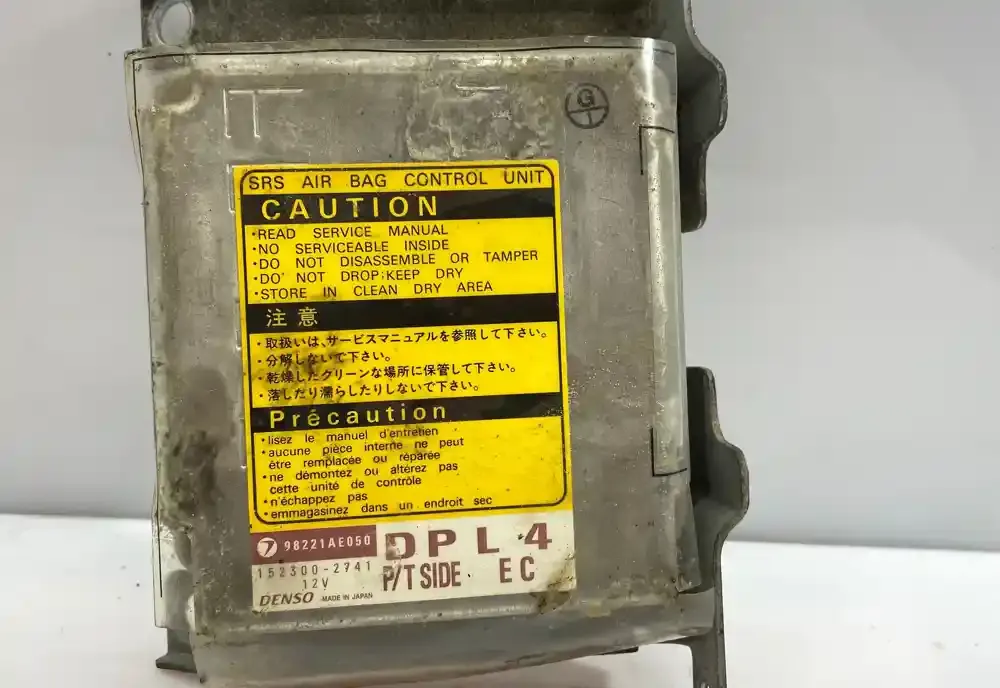 G
I
SRS AIR BAG CONTROL UNIT
CAUTION
・READ SERVICE MANUAL
・NO SERVICEABLE INSIDE
・DO NOT DISASSEMBLE OR TAMPER
・DO NOT DROP;KEEP DRY
・STORE IN CLEAN DRY AREA
注意
・取扱いは、サービスマニュアルを参照して下さい。
・分解しないで下さい。
・乾燥したクリーンな場所に保管して下さい。
・落したり濡らしたりしないで下さい。
Précaution
・lisez le manuel d'entretien
・aucune pièce interne ne peut
être remplacée ou réparée
・ne démontez ou altérez pas
cette unité de contrôle
・n'échappez pas
・emmagasinez dans un endroit sec
7 98221AE050 DPL4
152300-2741
12V P/T SIDE EC
DENSO MADE IN JAPAN